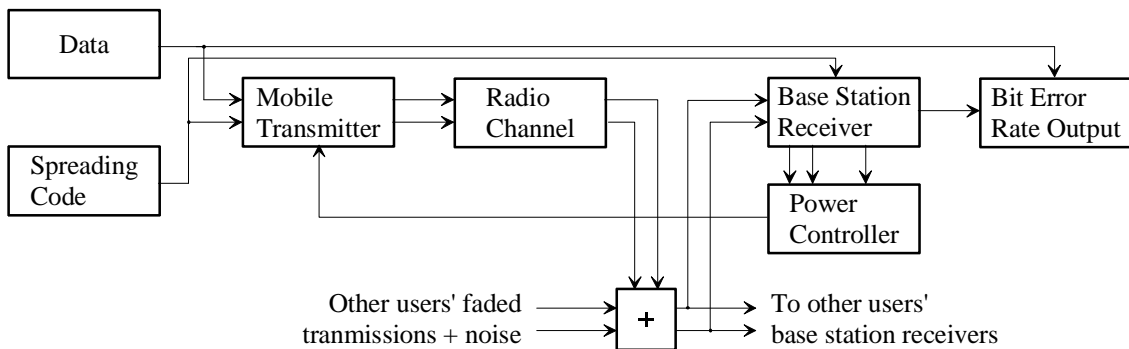 Data
Mobile
Transmitter
Radio
Channel
Base Station
Receiver
Bit Error
Rate Output
Spreading
Code
Power
Controller
Other users' faded
tranmissions + noise
+
To other users'
base station receivers